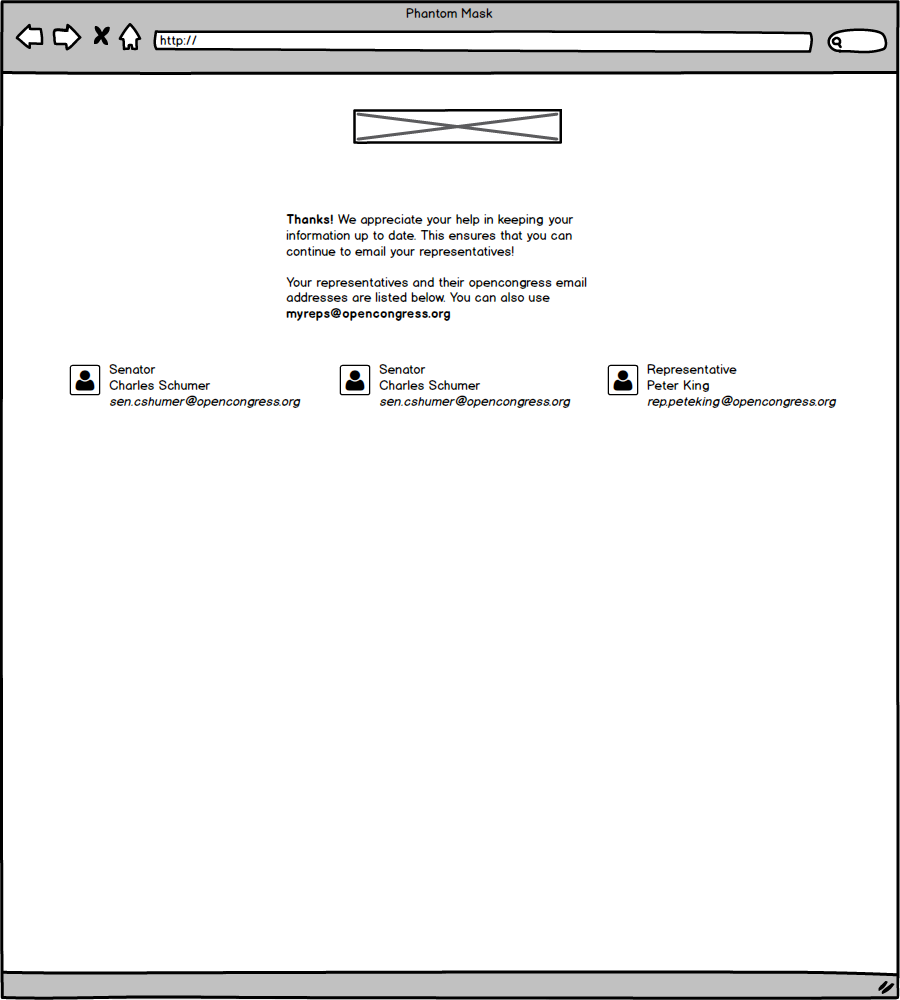 Phantom Mask
http://
Thanks! We appreciate your help in keeping your
information up to date. This ensures that you can
continue to email your representatives!
Your representatives and their opencongress email
addresses are listed below. You can also use
myreps@opencongress.org
Senator
Charles Schumer
sen.cshumer@opencongress.org
Senator
Charles Schumer
sen.cshumer@opencongress.org
Representative
Peter King
rep.peteking@opencongress.org